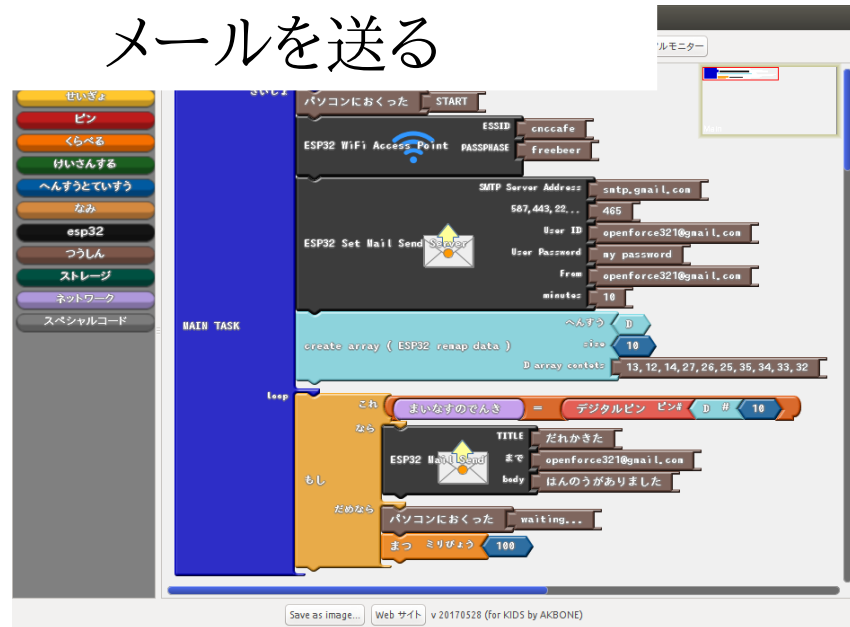 メールを送る
ルモニター
せいぎょ
ピン
くらべる
けいさんする
へんすうとていすう
なみ
esp32
つうしん
ストレージ
ネットワーク
スペシャルコード
MAIN TASK
パソコンにおくった START
ESP32 WiFi Access Point
ESSID cnccafe
PASSPHASE freebeer
ESP32 Set Mail Send Server
SMTP Server Address smtp.gmail.com
587,443,22... 465
User ID openforce321@gmail.com
User Password my password
From openforce321@gmail.com
minutes 10
create array ( ESP32 remap data )
へんすう D
size 10
D array contets 13,12,14,27,26,25,35,34,33,32
loop
もし
これ まいなすのでんき = デジタルピン ピン# D # 10
なら
ESP32 Mail Send
TITLE だれかきた
まで openforce321@gmail.com
body はんのうがありました
だめなら
パソコンにおくった waiting...
まつ ミリびょう 100
Save as image... Web サイト v 20170528 (for KIDS by AKBONE)